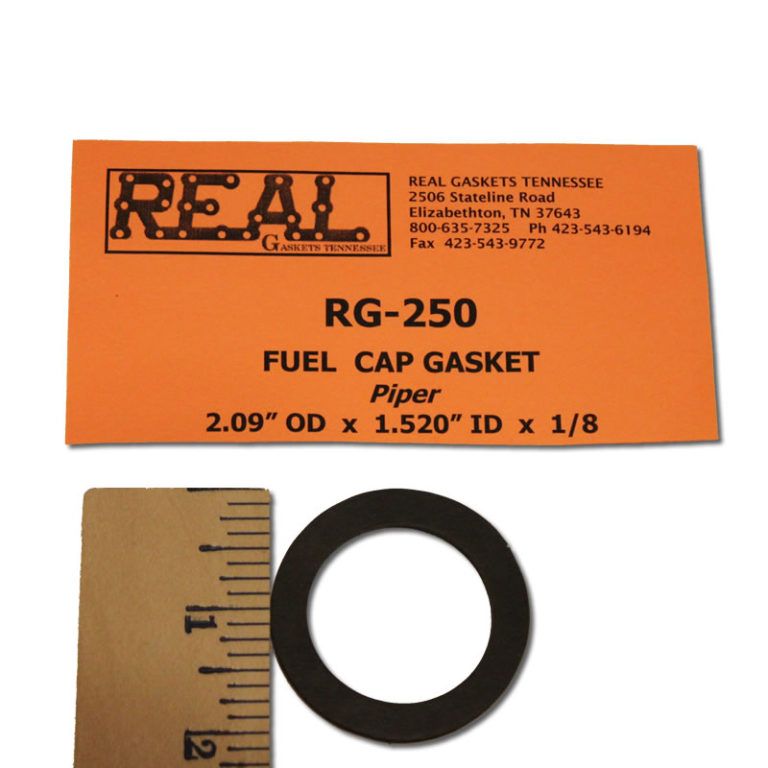 REAL
GASKETS TENNESSEE
REAL GASKETS TENNESSEE
2506 Stateline Road
Elizabethton, TN 37643
800-635-7325 Ph 423-543-6194
Fax 423-543-9772
RG-250
FUEL CAP GASKET
Piper
2.09” OD x 1.520” ID x 1/8
1
2